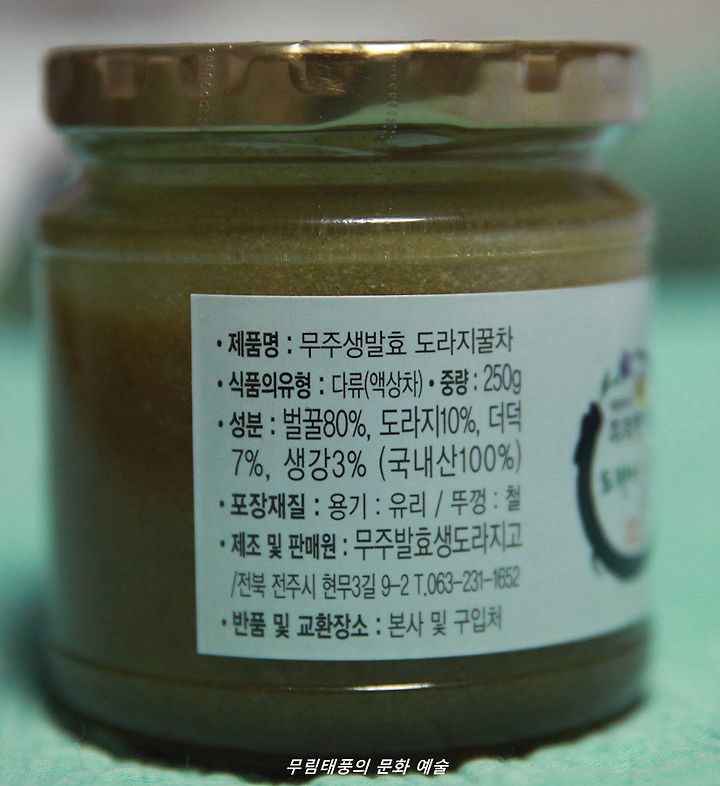 • 제품명 : 무주생발효 도라지꿀차
• 식품의유형 : 다류(액상차) • 중량 : 250g
• 성분 : 벌꿀80%, 도라지10%, 더덕
7%, 생강3% (국내산100%)
• 포장재질 : 용기 : 유리 / 뚜껑 : 철
• 제조 및 판매원 : 무주발효생도라지고
/전북 전주시 현무3길 9-2 T.063-231-1652
• 반품 및 교환장소 : 본사 및 구입처
무림태풍의 문화 예술